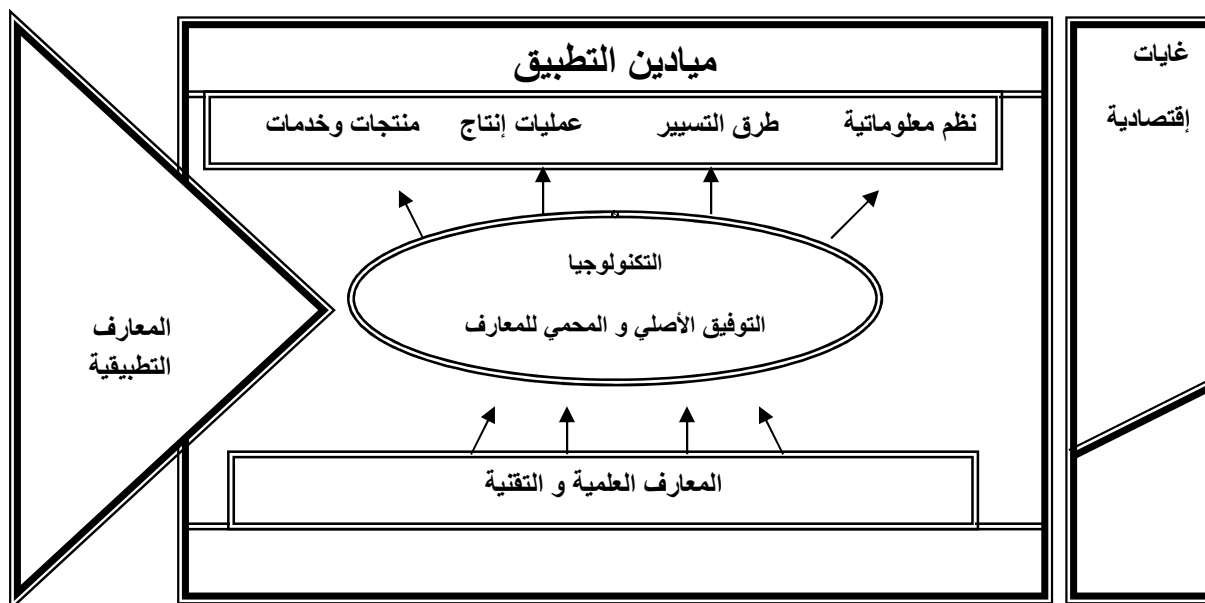 ميادين التطبيق
غايات
إقتصادية
نظم معلوماتية طرق التسيير عمليات إنتاج منتجات وخدمات
التكنولوجيا
التوفيق الأصلي و المحمي للمعارف
المعارف
التطبيقية
المعارف العلمية و التقنية